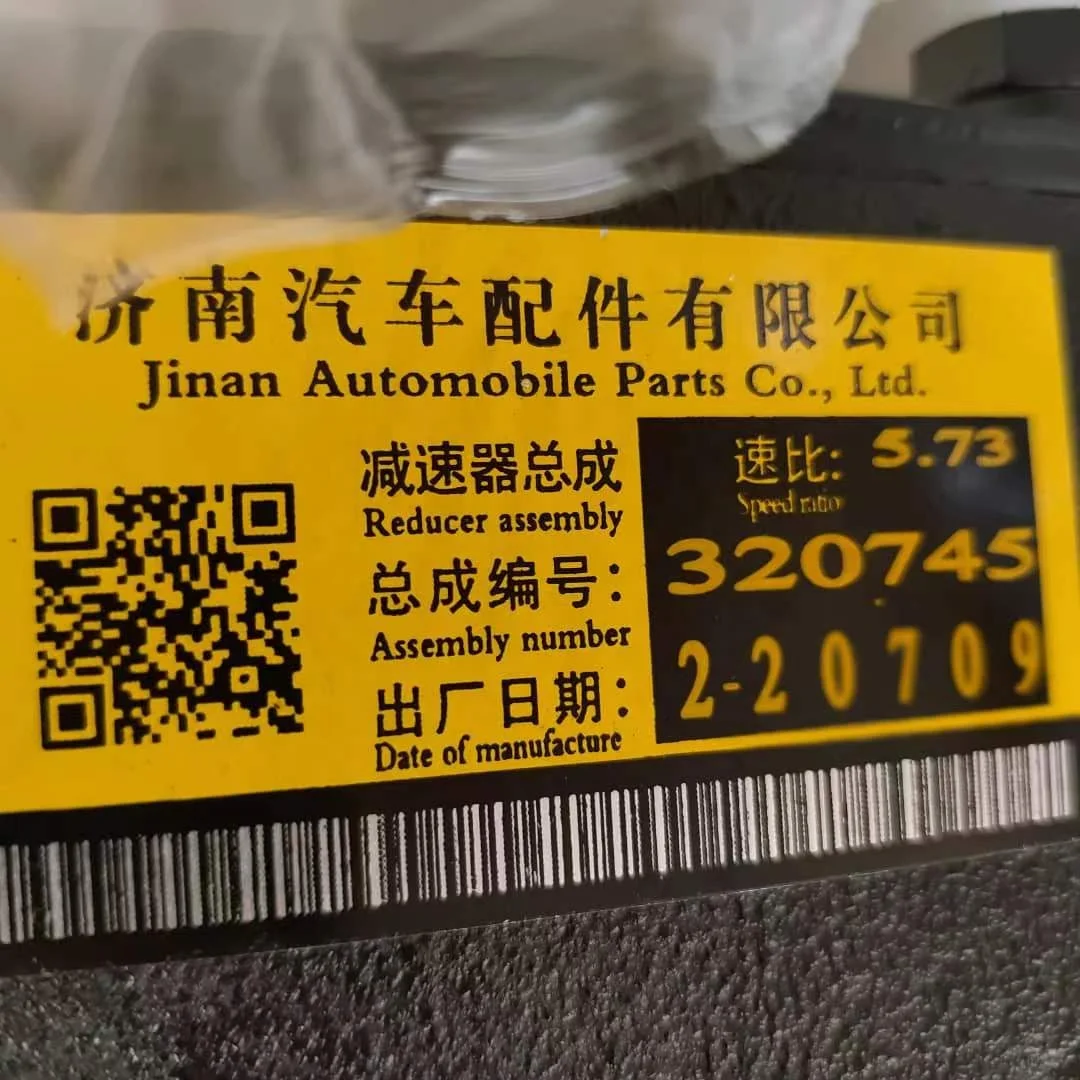 济南汽车配件有限公司
Jinan Automobile Parts Co., Ltd.
减速器总成
Reducer assembly
速比: 5.73
Speed ratio
总成编号: 320745
Assembly number
出厂日期: 2-20709
Date of manufacture